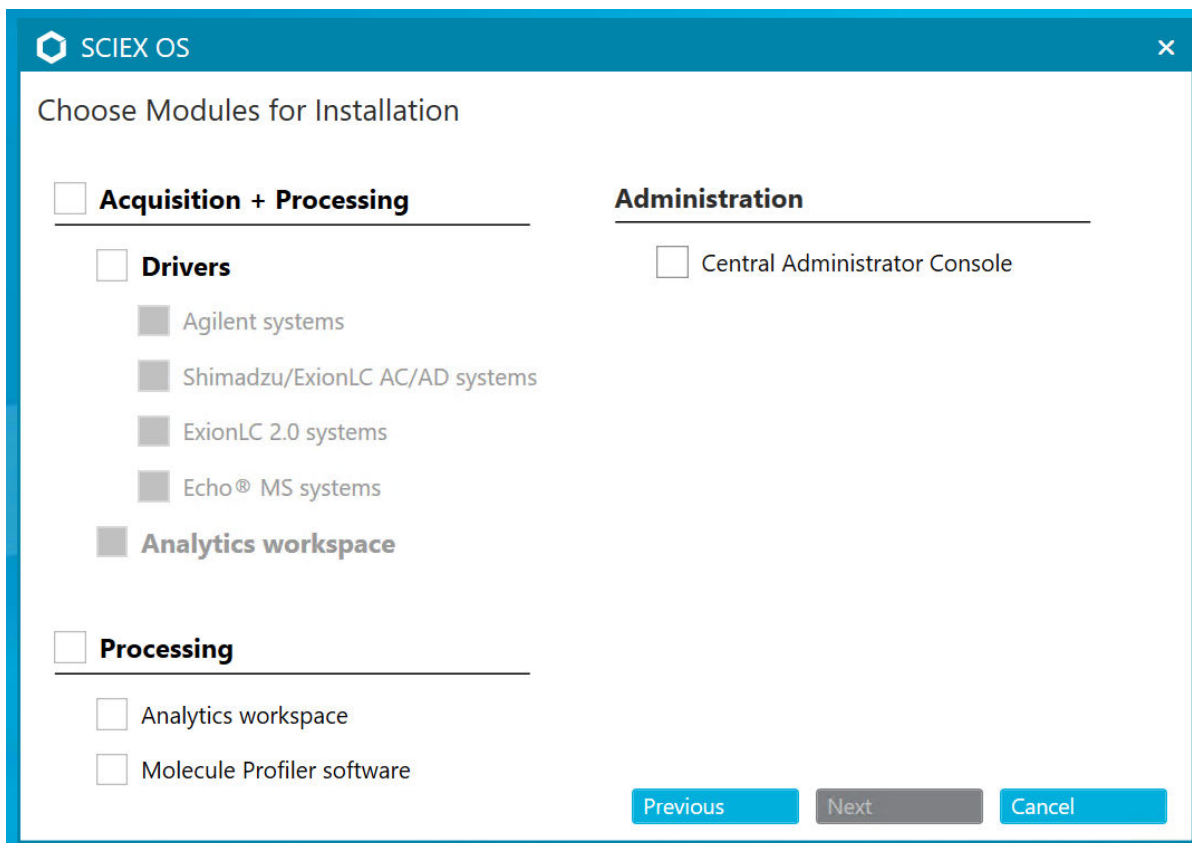 SCIEX OS
Choose Modules for Installation
Acquisition + Processing
Drivers
Agilent systems
Shimadzu/ExionLC AC/AD systems
ExionLC 2.0 systems
Echo® MS systems
Analytics workspace
Processing
Analytics workspace
Molecule Profiler software
Administration
Central Administrator Console
Previous
Next
Cancel